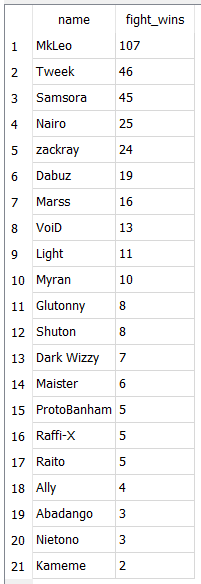 name fight_wins
1 MkLeo 107
2 Tweek 46
3 Samsora 45
4 Nairo 25
5 zackray 24
6 Dabuz 19
7 Marss 16
8 VoiD 13
9 Light 11
10 Myran 10
11 Glutonny 8
12 Shuton 8
13 Dark Wizzy 7
14 Maister 6
15 ProtoBanham 5
16 Raffi-X 5
17 Raito 5
18 Ally 4
19 Abadango 3
20 Nietono 3
21 Kameme 2